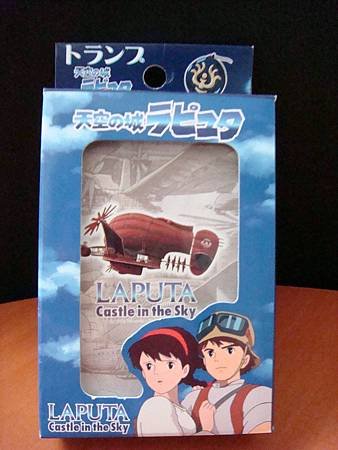 トランプ
天空の城
ラピュタ
天空の城ラピュタ
LAPUTA
Castle in the Sky
LAPUTA
Castle in the Sky